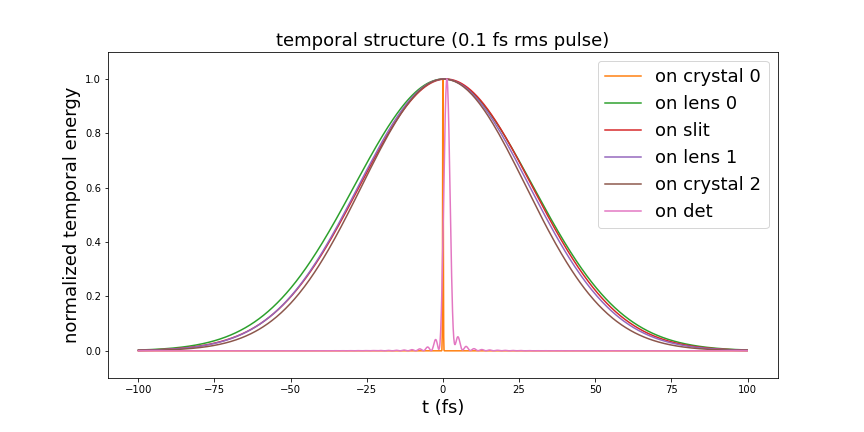 temporal structure (0.1 fs rms pulse)
normalized temporal energy
1.0
0.8
0.6
0.4
0.2
0.0
on crystal 0
on lens 0
on slit
on lens 1
on crystal 2
on det
−100
−75
−50
−25
0
25
50
75
100
t (fs)